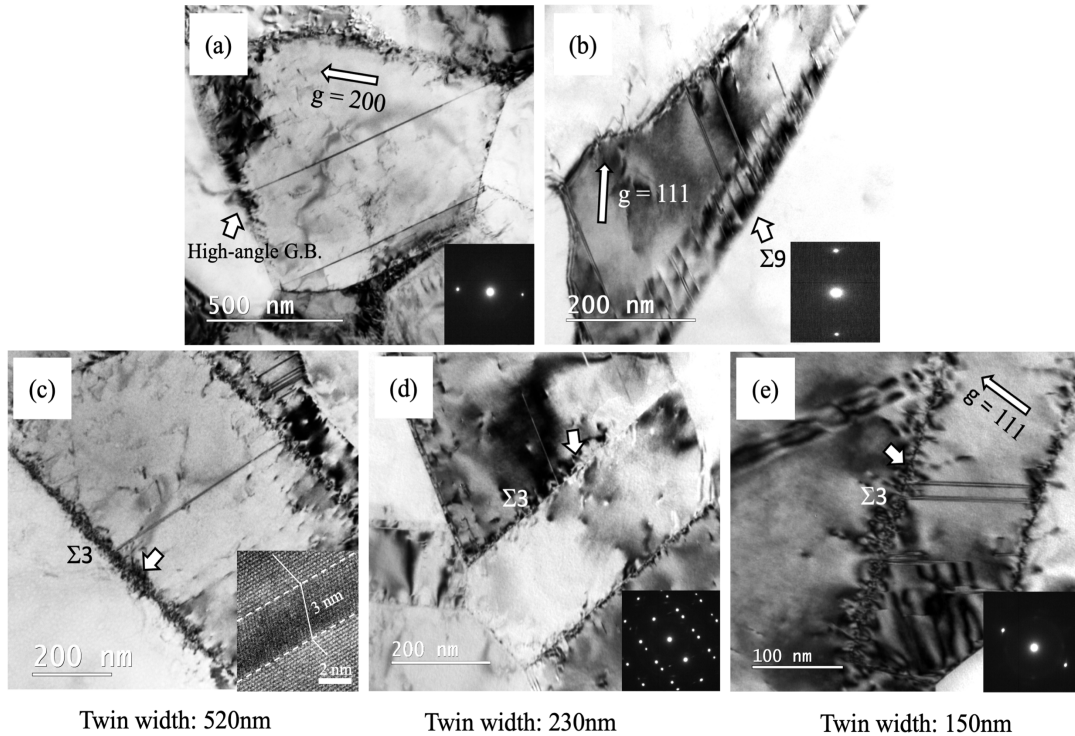 (a)
g = 200
High-angle G.B.
500 nm
(b)
g = 111
Σ9
200 nm
(c)
Σ3
3 nm
2 nm
200 nm
(d)
Σ3
200 nm
(e)
g = 111
Σ3
100 nm
Twin width: 520nm
Twin width: 230nm
Twin width: 150nm